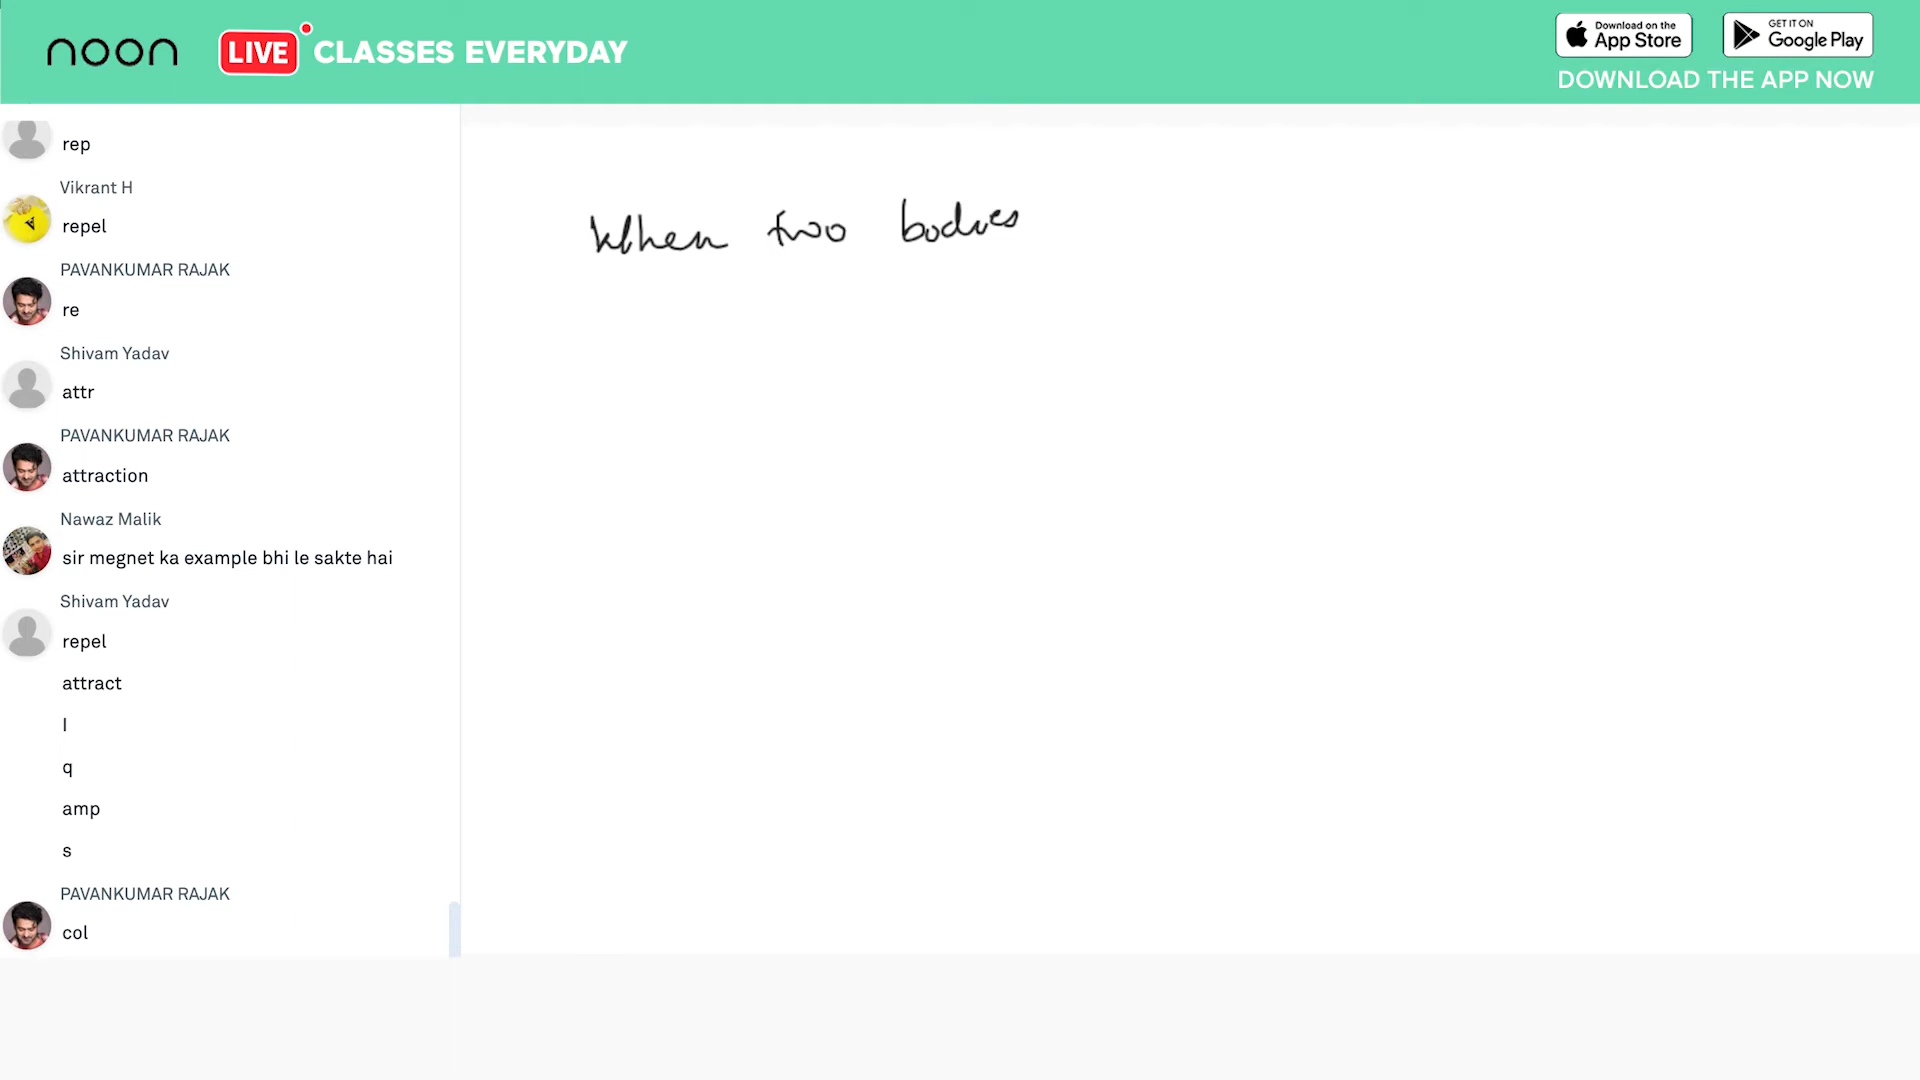 noon LIVE CLASSES EVERYDAY
Download on the App Store
GET IT ON Google Play
DOWNLOAD THE APP NOW
rep
Vikrant H
repel
PAVANKUMAR RAJAK
re
Shivam Yadav
attr
PAVANKUMAR RAJAK
attraction
Nawaz Malik
sir megnet ka example bhi le sakte hai
Shivam Yadav
repel
attract
I
q
amp
s
PAVANKUMAR RAJAK
col
When two bodies